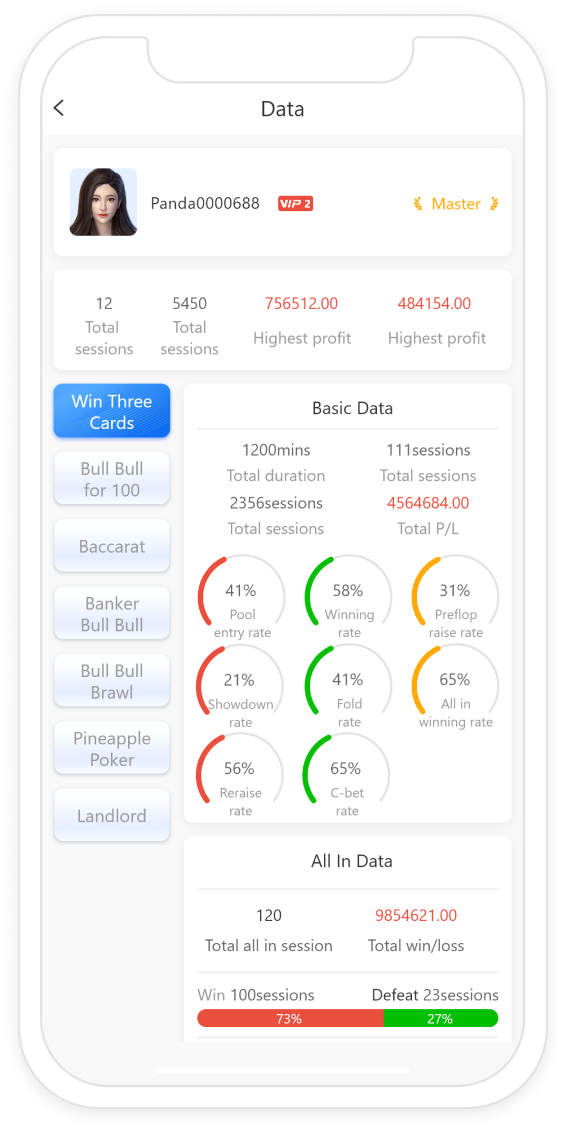 Data
Panda0000688 VIP 2 Master
12 5450 756512.00 484154.00
Total Total Highest profit Highest profit
sessions sessions
Win Three
Cards
Bull Bull
for 100
Baccarat
Banker
Bull Bull
Bull Bull
Brawl
Pineapple
Poker
Landlord
Basic Data
1200mins 111sessions
Total duration Total sessions
2356sessions 4564684.00
Total sessions Total P/L
41% 58% 31%
Pool Winning Preflop
entry rate rate raise rate
21% 41% 65%
Showdown Fold All in
rate rate winning rate
56% 65%
Reraise C-bet
rate rate
All In Data
120 9854621.00
Total all in session Total win/loss
Win 100sessions Defeat 23sessions
73% 27%